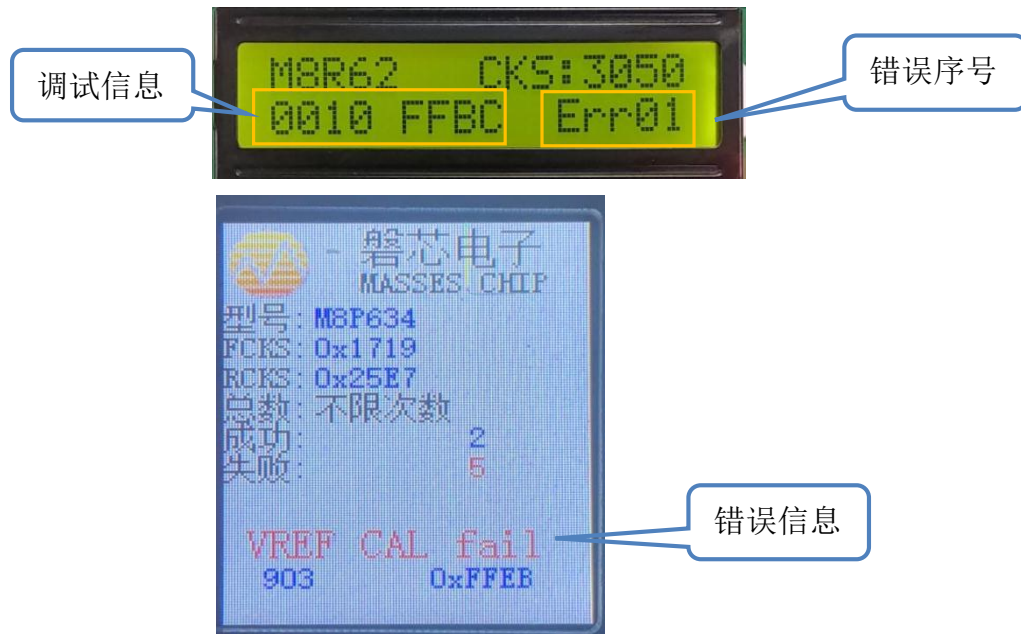 调试信息
M8R62 CKS:3050
0010 FFBC Err01
错误序号
- 磐芯电子
MASSES CHIP
型号: M8P634
FCKS: 0x1719
RCKS: 0x25E7
总数: 不限次数
成功: 2
失败: 5
VREF CAL fail
903 0xFFEB
错误信息